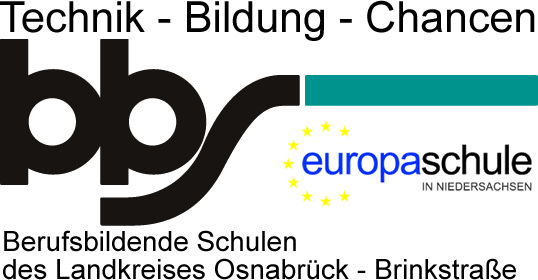 Technik - Bildung - Chancen
bbs
europaschule
IN NIEDERSACHSEN
Berufsbildende Schulen
des Landkreises Osnabrück - Brinkstraße